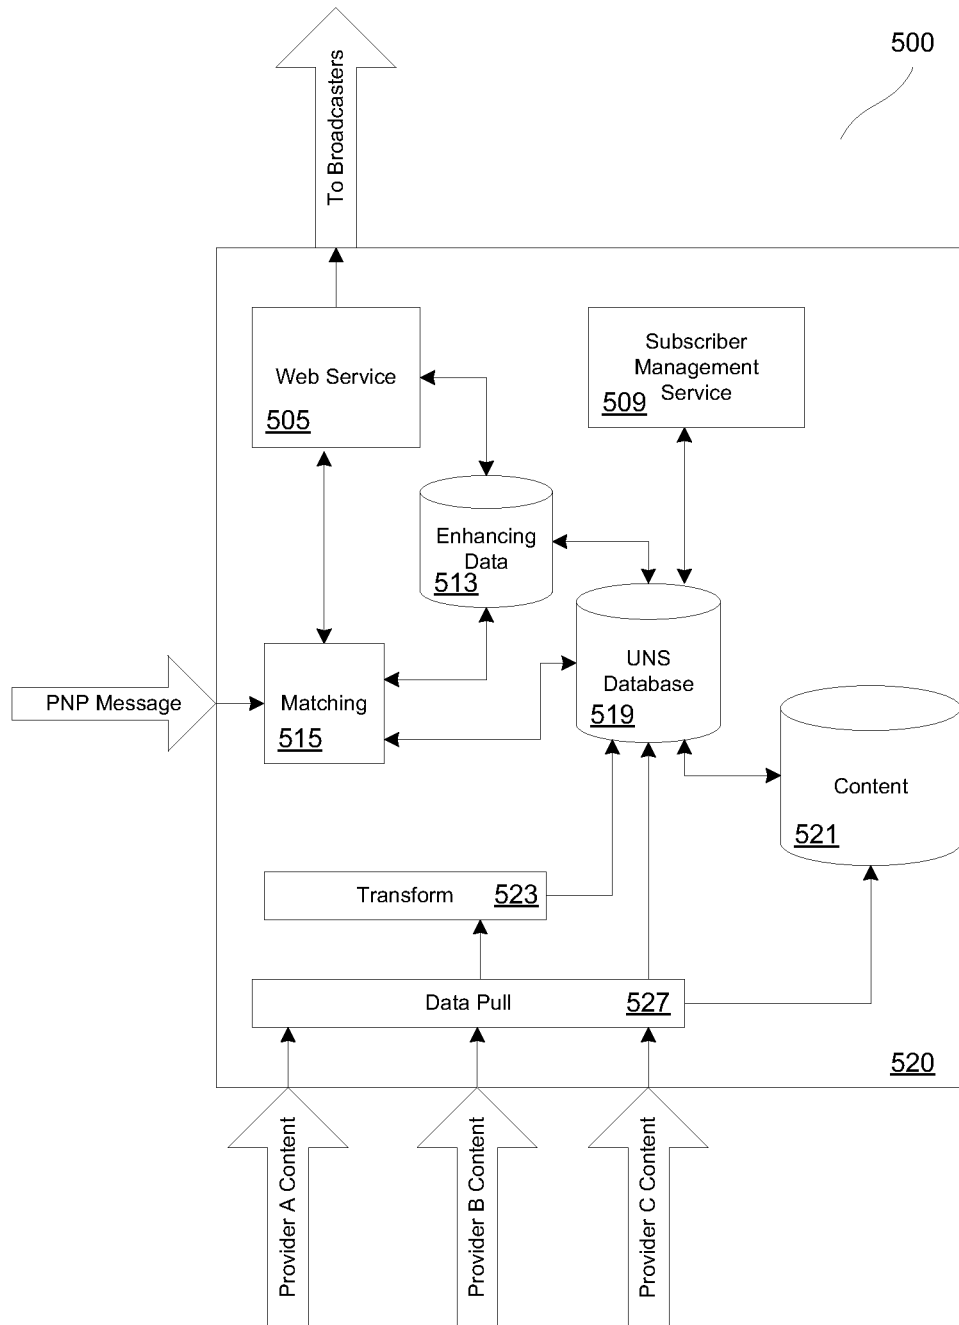 500
To Broadcasters
Web Service
505
Subscriber
Management
Service
509
Enhancing
Data
513
UNS
Database
519
PNP Message
Matching
515
Content
521
Transform
523
Data Pull
527
520
Provider A Content
Provider B Content
Provider C Content